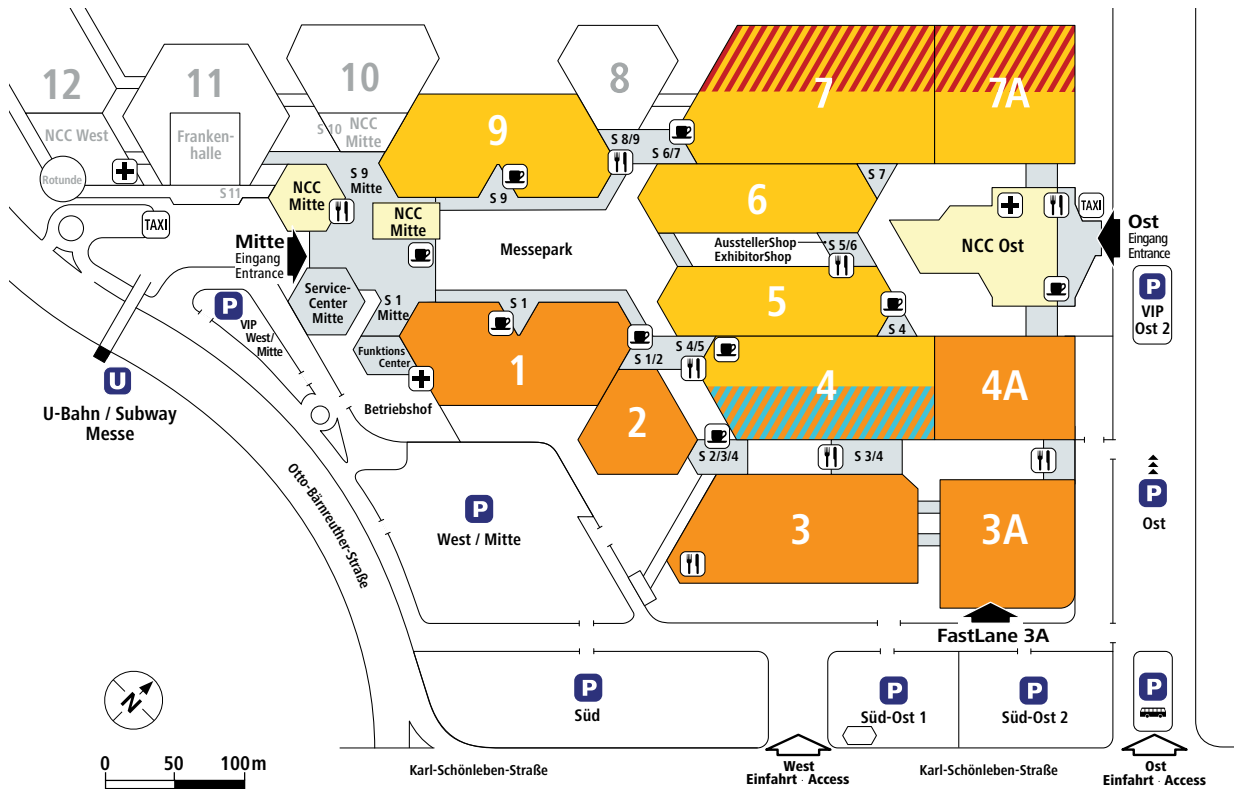 12
11
10
8
7
7A
NCC West
Franken-
halle
S 10
NCC
Mitte
9
S 8/9
S 6/7
Rotunde
S 11
NCC
Mitte
S 9
Mitte
S 9
NCC
Mitte
6
S 7
TAXI
TAXI
Mitte
Eingang
Entrance
Messepark
AusstellerShop
ExhibitorShop
S 5/6
NCC Ost
Ost
Eingang
Entrance
Service-
Center
Mitte
S 1
Mitte
S 1
5
S 4
P
VIP
Ost 2
P
VIP
West/
Mitte
Funktions
Center
1
S 4/5
S 1/2
4
4A
U
U-Bahn / Subway
Messe
Betriebshof
2
S 2/3/4
S 3/4
Otto-Bärnreuther-Straße
P
West / Mitte
3
3A
P
Ost
FastLane 3A
P
Süd
P
Süd-Ost 1
P
Süd-Ost 2
P
N
0 50 100 m
Karl-Schönleben-Straße
West
Einfahrt · Access
Karl-Schönleben-Straße
Ost
Einfahrt · Access